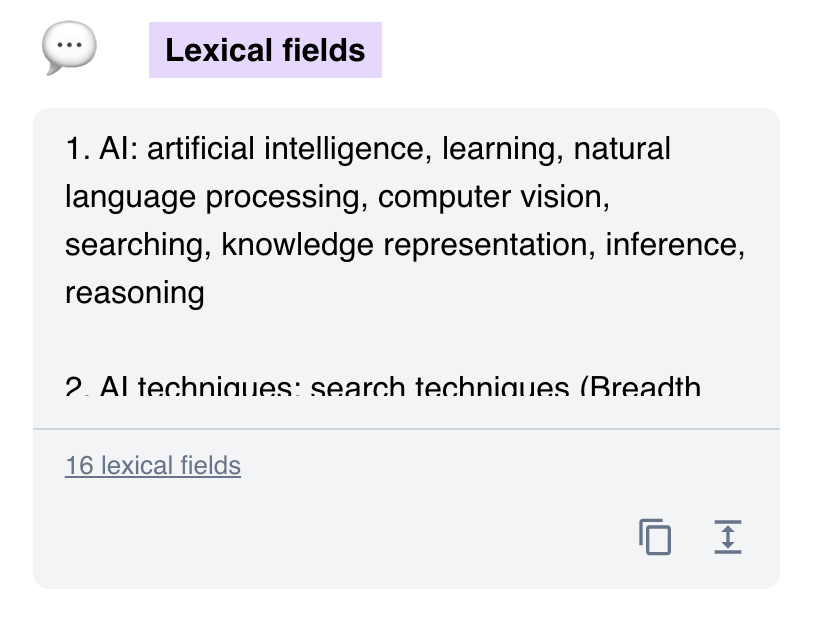 Lexical fields
1. AI: artificial intelligence, learning, natural
language processing, computer vision,
searching, knowledge representation, inference,
reasoning
2. AI techniques: search techniques (Breadth
16 lexical fields